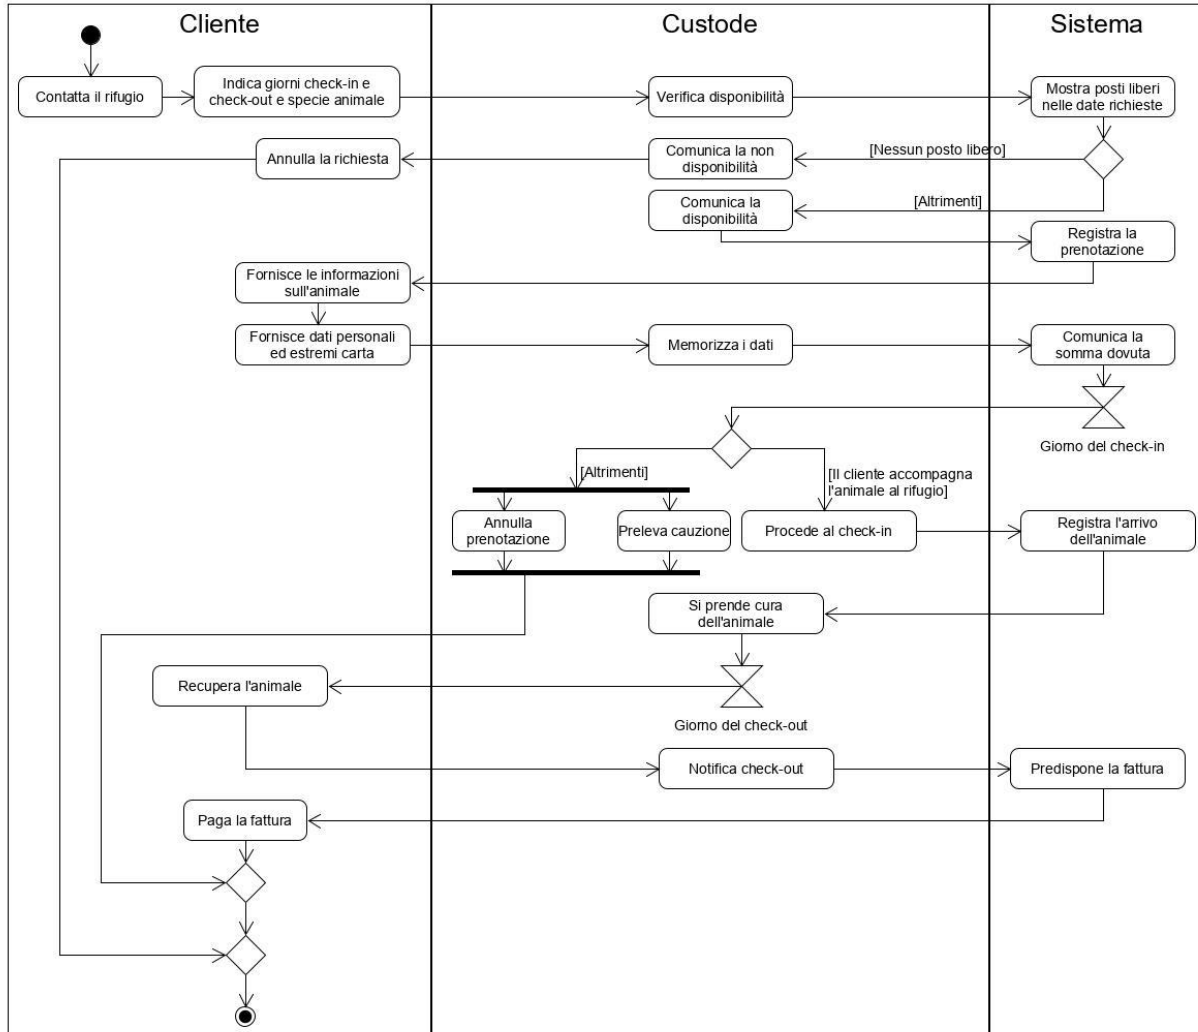 Cliente
Custode
Sistema
Contatta il rifugio
Indica giorni check-in e
check-out e specie animale
Verifica disponibilità
Mostra posti liberi
nelle date richieste
Annulla la richiesta
Comunica la non
disponibilità
[Nessun posto libero]
Comunica la
disponibilità
[Altrimenti]
Registra la
prenotazione
Fornisce le informazioni
sull'animale
Fornisce dati personali
ed estremi carta
Memorizza i dati
Comunica la
somma dovuta
Giorno del check-in
[Altrimenti]
[Il cliente accompagna
l'animale al rifugio]
Annulla
prenotazione
Preleva cauzione
Procede al check-in
Registra l'arrivo
dell'animale
Si prende cura
dell'animale
Recupera l'animale
Giorno del check-out
Notifica check-out
Predispone la fattura
Paga la fattura